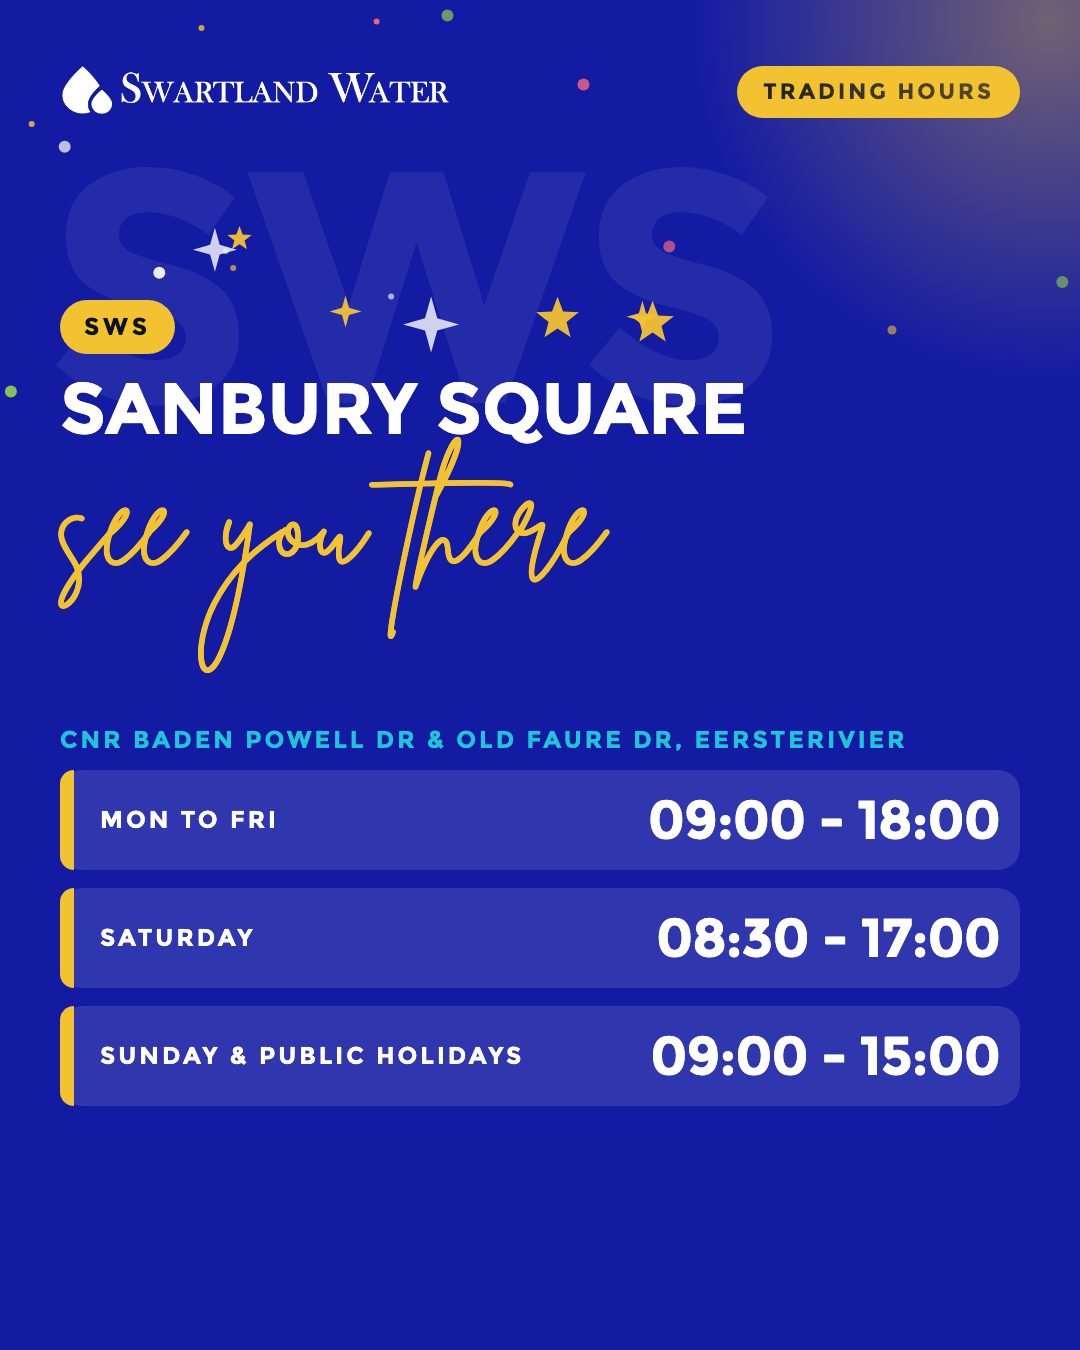 SWARTLAND WATER
TRADING HOURS
SWS
SWS
SANBURY SQUARE
see you there
CNR BADEN POWELL DR & OLD FAURE DR, EERSTERIVIER
MON TO FRI 09:00 - 18:00
SATURDAY 08:30 - 17:00
SUNDAY & PUBLIC HOLIDAYS 09:00 - 15:00